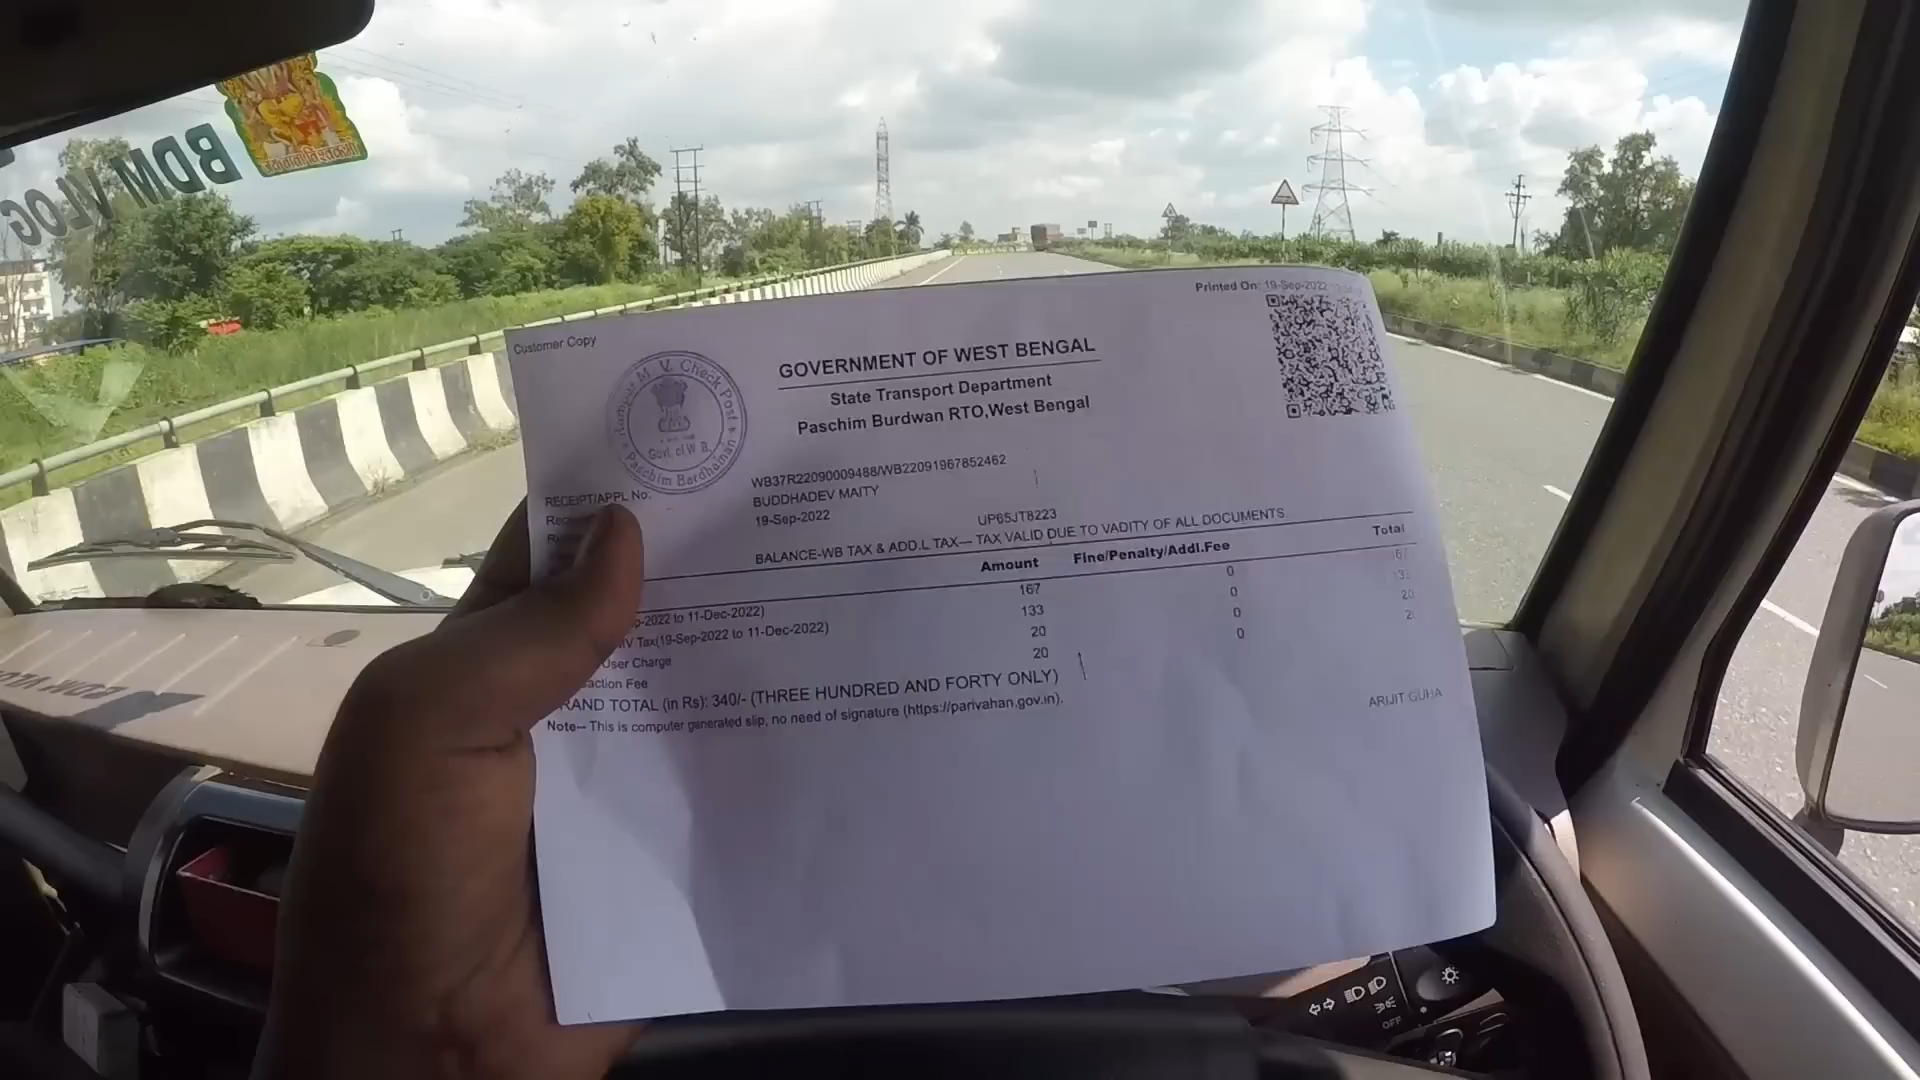 BDM VLOG
Customer Copy
Printed On: 19-Sep-2022
M. V. Check Post
Govt. of W B.
Paschim Bardhaman
GOVERNMENT OF WEST BENGAL
State Transport Department
Paschim Burdwan RTO,West Bengal
RECEIPT/APPL No: WB37R22090009488/WB22091967852462
BUDDHADEV MAITY
19-Sep-2022 UP65JT8223
BALANCE-WB TAX & ADD.L TAX— TAX VALID DUE TO VADITY OF ALL DOCUMENTS
Amount Fine/Penalty/Addl.Fee Total
p-2022 to 11-Dec-2022) 167 0
MV Tax(19-Sep-2022 to 11-Dec-2022) 133 0
User Charge 20 0 20
action Fee 20 0
RAND TOTAL (in Rs): 340/- (THREE HUNDRED AND FORTY ONLY)
Note-- This is computer generated slip, no need of signature (https://parivahan.gov.in).
ARIJIT GUHA
OFF